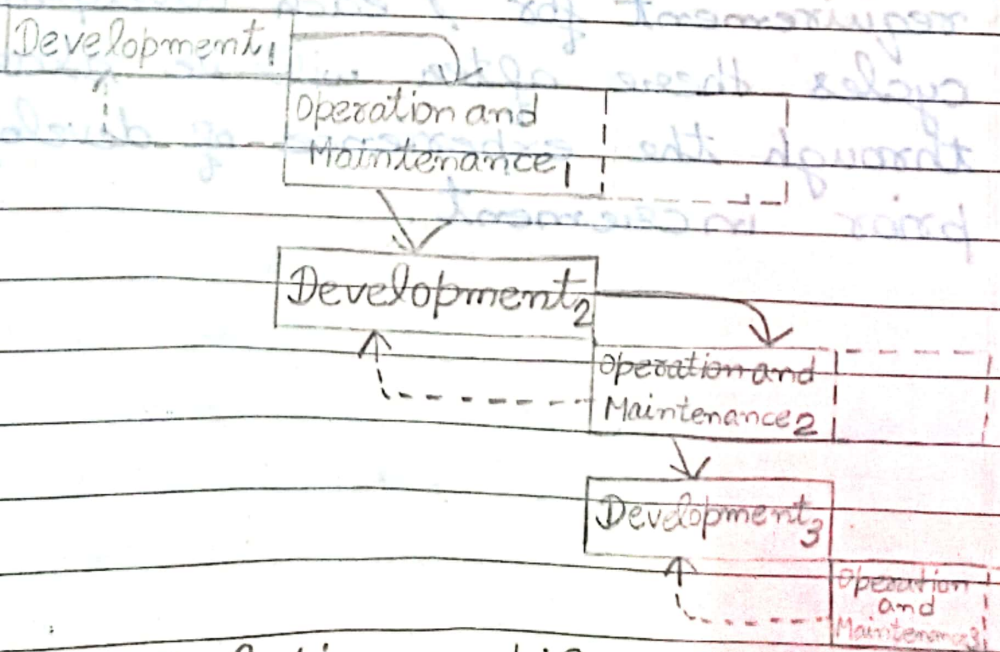 Development1
Operation and
Maintenance1
Development2
Operation and
Maintenance2
Development3
Operation
and
Maintenance3